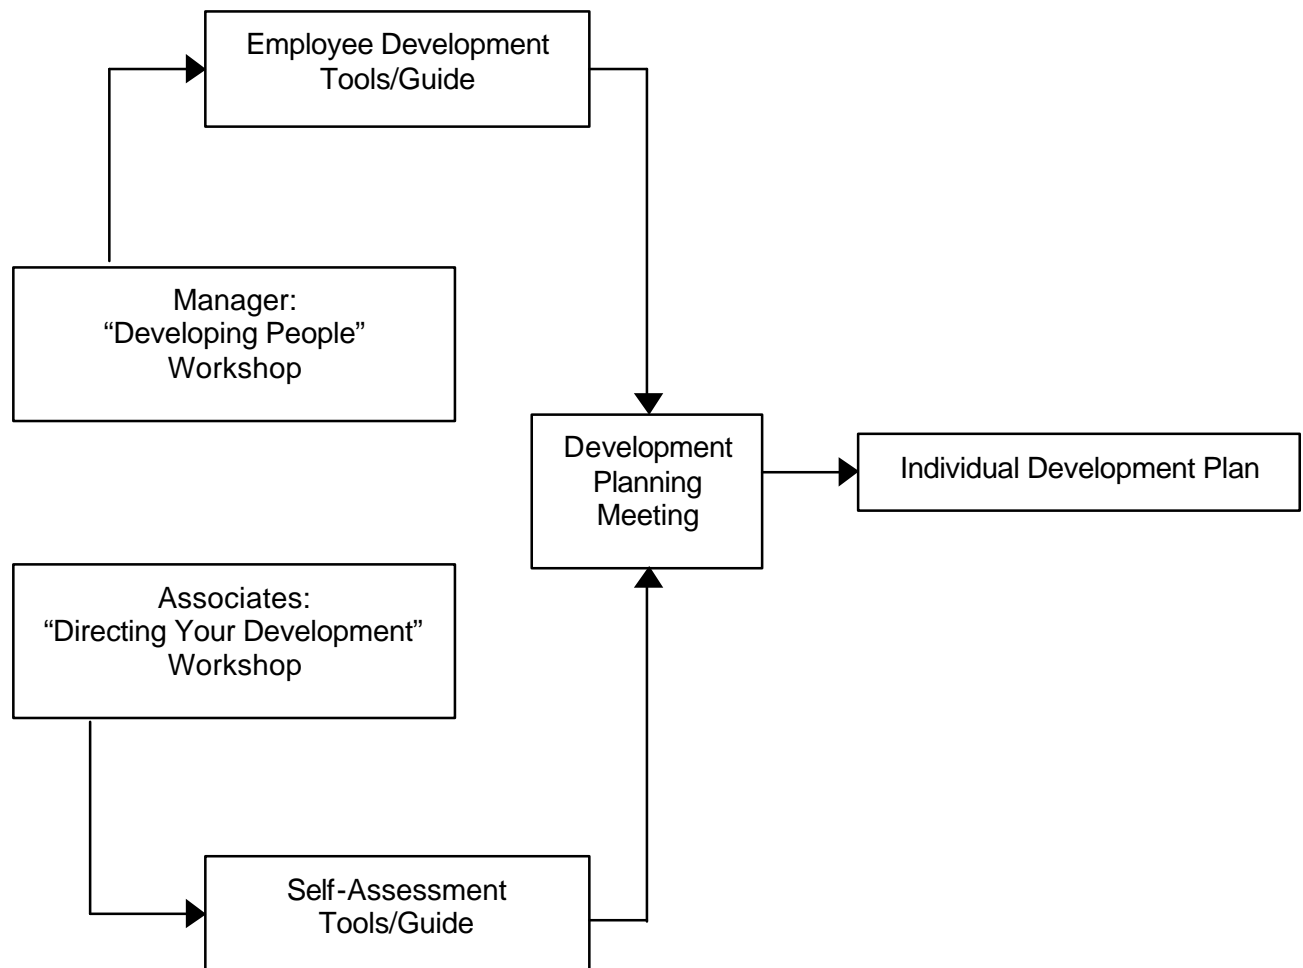 Employee Development
Tools/Guide
Manager:
“Developing People”
Workshop
Development
Planning
Meeting
Individual Development Plan
Associates:
“Directing Your Development”
Workshop
Self-Assessment
Tools/Guide